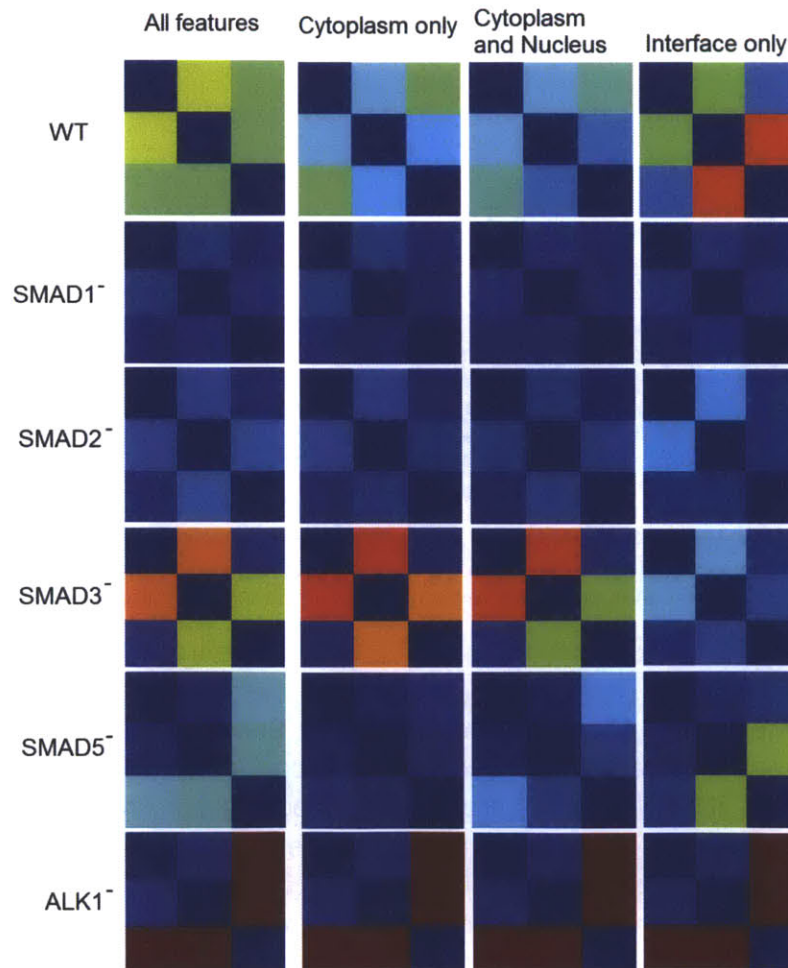 All features
Cytoplasm only
Cytoplasm
and Nucleus
Interface only
WT
SMAD1⁻
SMAD2⁻
SMAD3⁻
SMAD5⁻
ALK1⁻